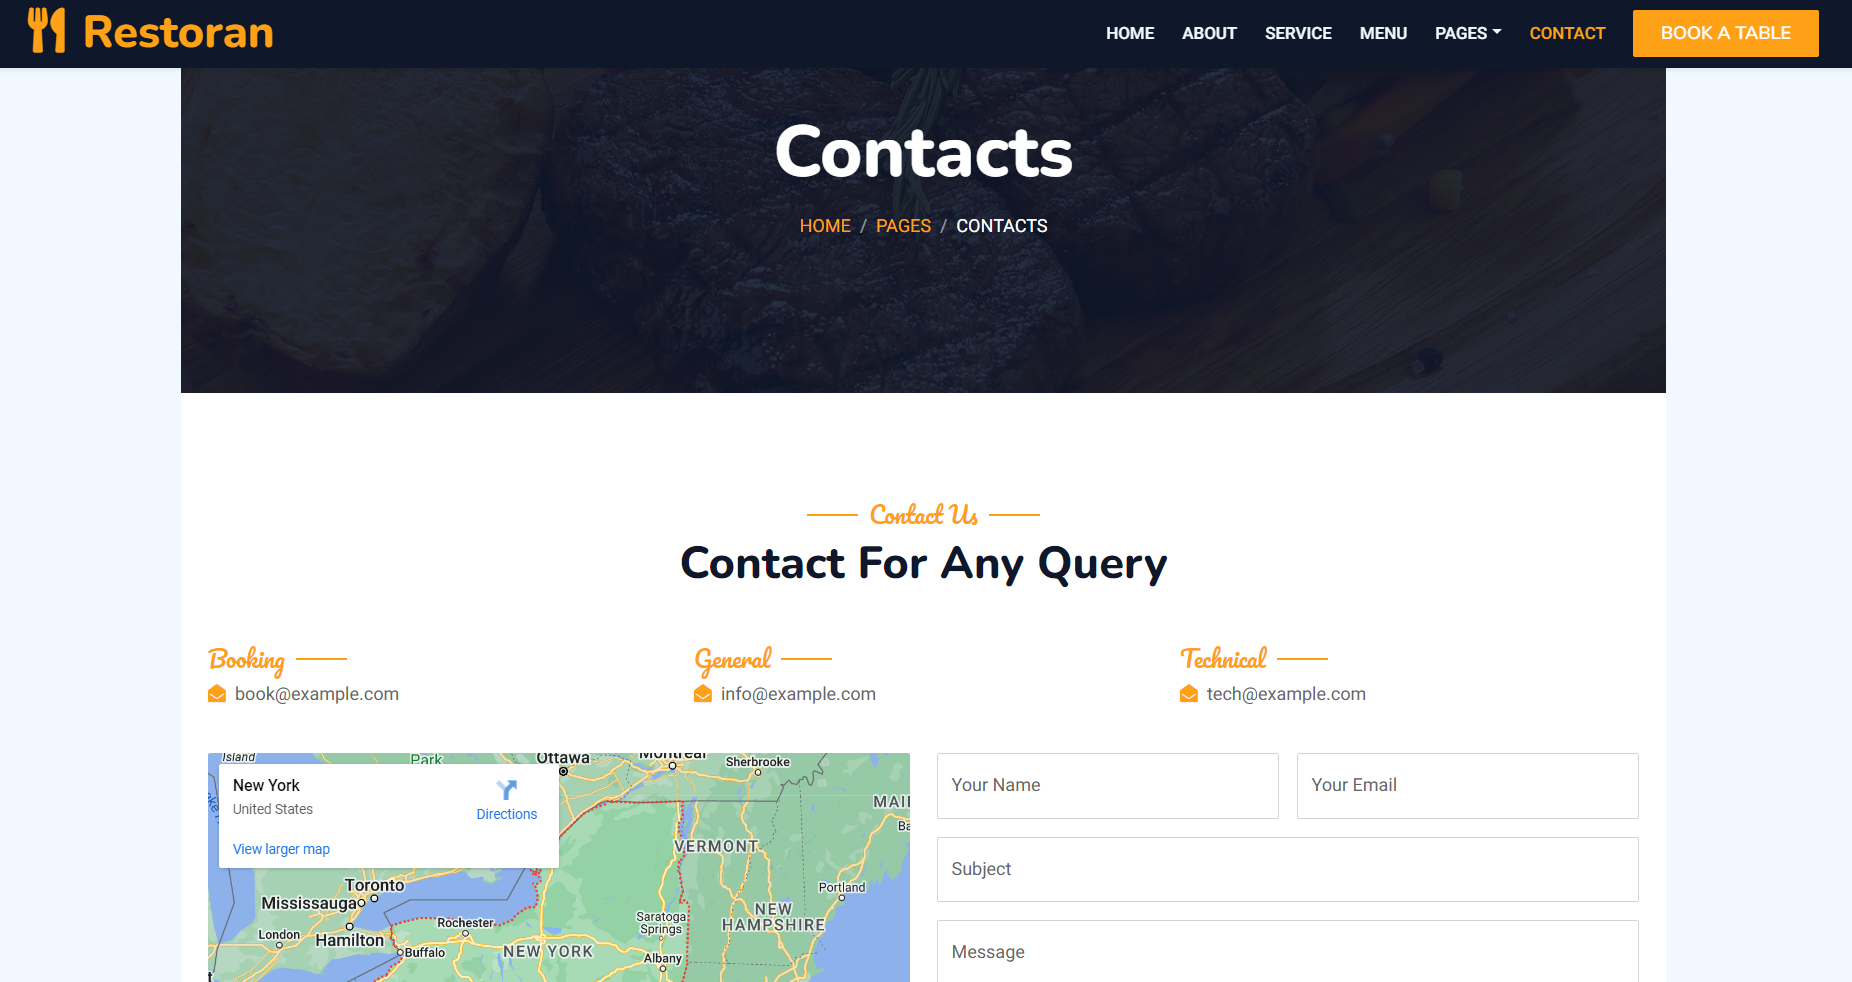 Restoran
HOME ABOUT SERVICE MENU PAGES CONTACT BOOK A TABLE
Contacts
HOME / PAGES / CONTACTS
Contact Us
Contact For Any Query
Booking
book@example.com
General
info@example.com
Technical
tech@example.com
New York
United States
Directions
View larger map
Island
Park
Ottawa
Montreal
Sherbrooke
VERMONT
Toronto
Mississauga
Portland
London
Hamilton
Rochester
Buffalo
NEW YORK
Saratoga
Springs
Albany
NEW
HAMPSHIRE
Your Name
Your Email
Subject
Message